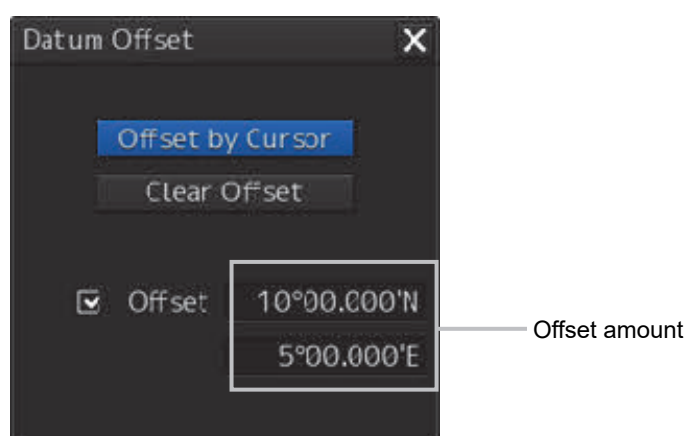 Datum Offset
Offset by Cursor
Clear Offset
Offset 10°00.000'N
5°00.000'E
Offset amount